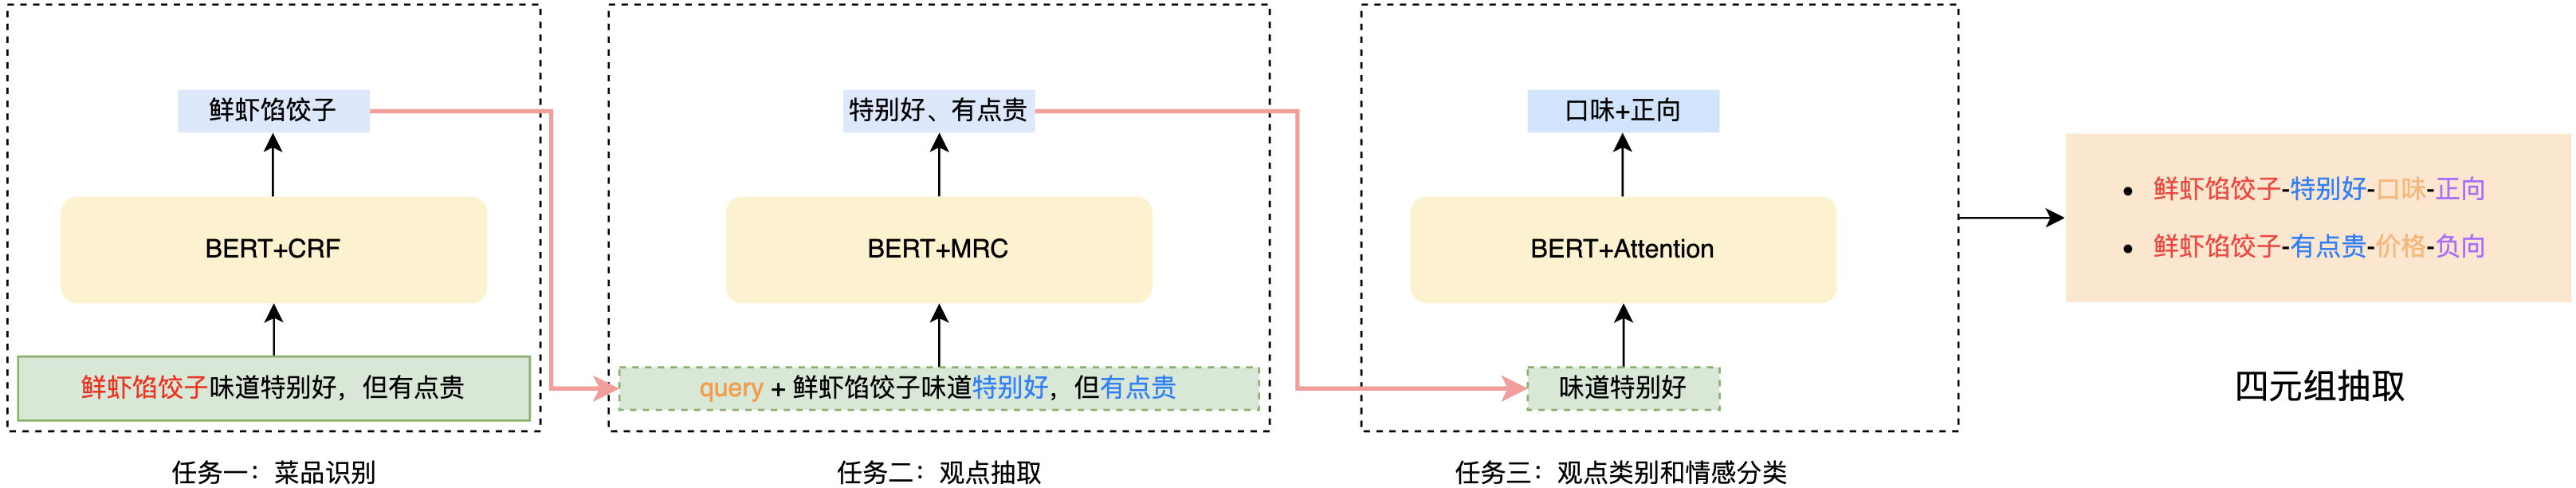 鲜虾馅饺子
BERT+CRF
鲜虾馅饺子味道特别好，但有点贵
任务一：菜品识别
特别好、有点贵
BERT+MRC
query + 鲜虾馅饺子味道特别好，但有点贵
任务二：观点抽取
口味+正向
BERT+Attention
味道特别好
任务三：观点类别和情感分类
• 鲜虾馅饺子-特别好-口味-正向
• 鲜虾馅饺子-有点贵-价格-负向
四元组抽取